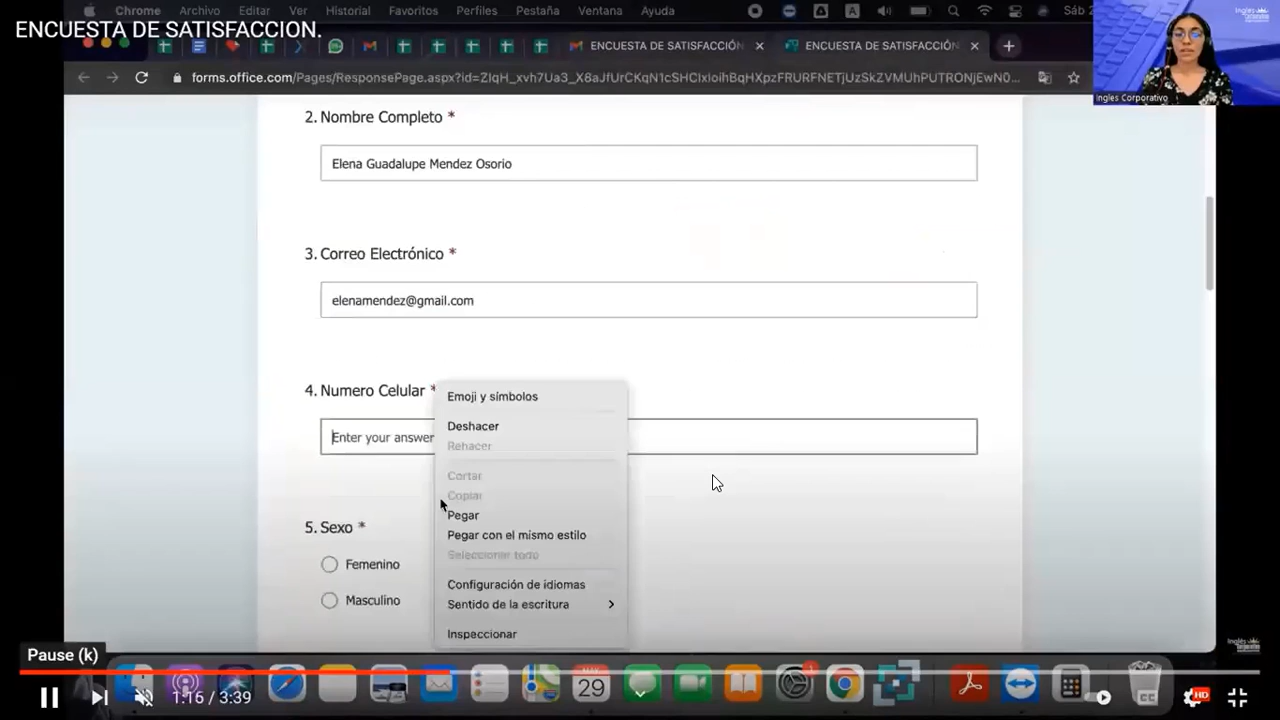 ENCUESTA DE SATISFACCION.
Chrome Archivo Editar Ver Historial Favoritos Perfiles Pestaña Ventana Ayuda
ENCUESTA DE SATISFACCIÓN
ENCUESTA DE SATISFACCIÓN
forms.office.com/Pages/ResponsePage.aspx?id=ZIqH_xvh7Ua3_X8aJfUrCKqN1cSHClxioihBqHXpzFRURFNETjUzSkZVMUhPUTRONjEwN0...
Ingles Corporativo
2. Nombre Completo *
Elena Guadalupe Mendez Osorio
3. Correo Electrónico *
elenamendez@gmail.com
4. Numero Celular *
Enter your answer
5. Sexo *
Femenino
Masculino
Emoji y símbolos
Deshacer
Rehacer
Cortar
Copiar
Pegar
Pegar con el mismo estilo
Seleccionar todo
Configuración de idiomas
Sentido de la escritura
Inspeccionar
Pause (k)
29
1:16 / 3:39
HD